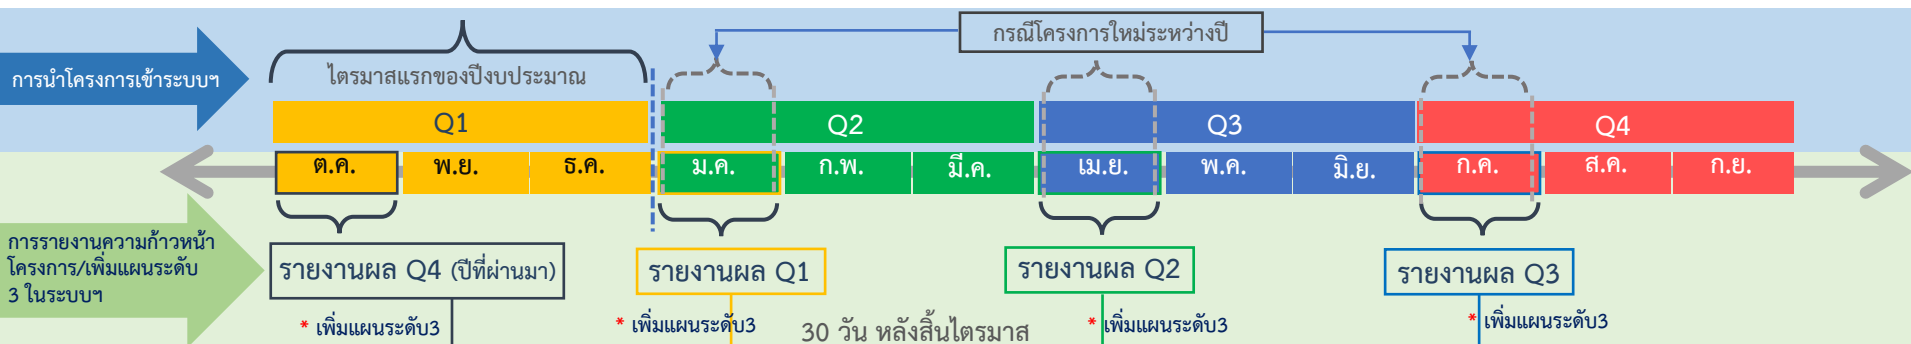 กรณีโครงการใหม่ระหว่างปี
การนำโครงการเข้าระบบฯ
ไตรมาสแรกของปีงบประมาณ
Q1 Q2 Q3 Q4
ต.ค. พ.ย. ธ.ค. ม.ค. ก.พ. มี.ค. เม.ย. พ.ค. มิ.ย. ก.ค. ส.ค. ก.ย.
การรายงานความก้าวหน้า
โครงการ/เพิ่มแผนระดับ
3 ในระบบฯ
รายงานผล Q4 (ปีที่ผ่านมา)
รายงานผล Q1
รายงานผล Q2
รายงานผล Q3
* เพิ่มแผนระดับ3
* เพิ่มแผนระดับ3
* เพิ่มแผนระดับ3
* เพิ่มแผนระดับ3
30 วัน หลังสิ้นไตรมาส